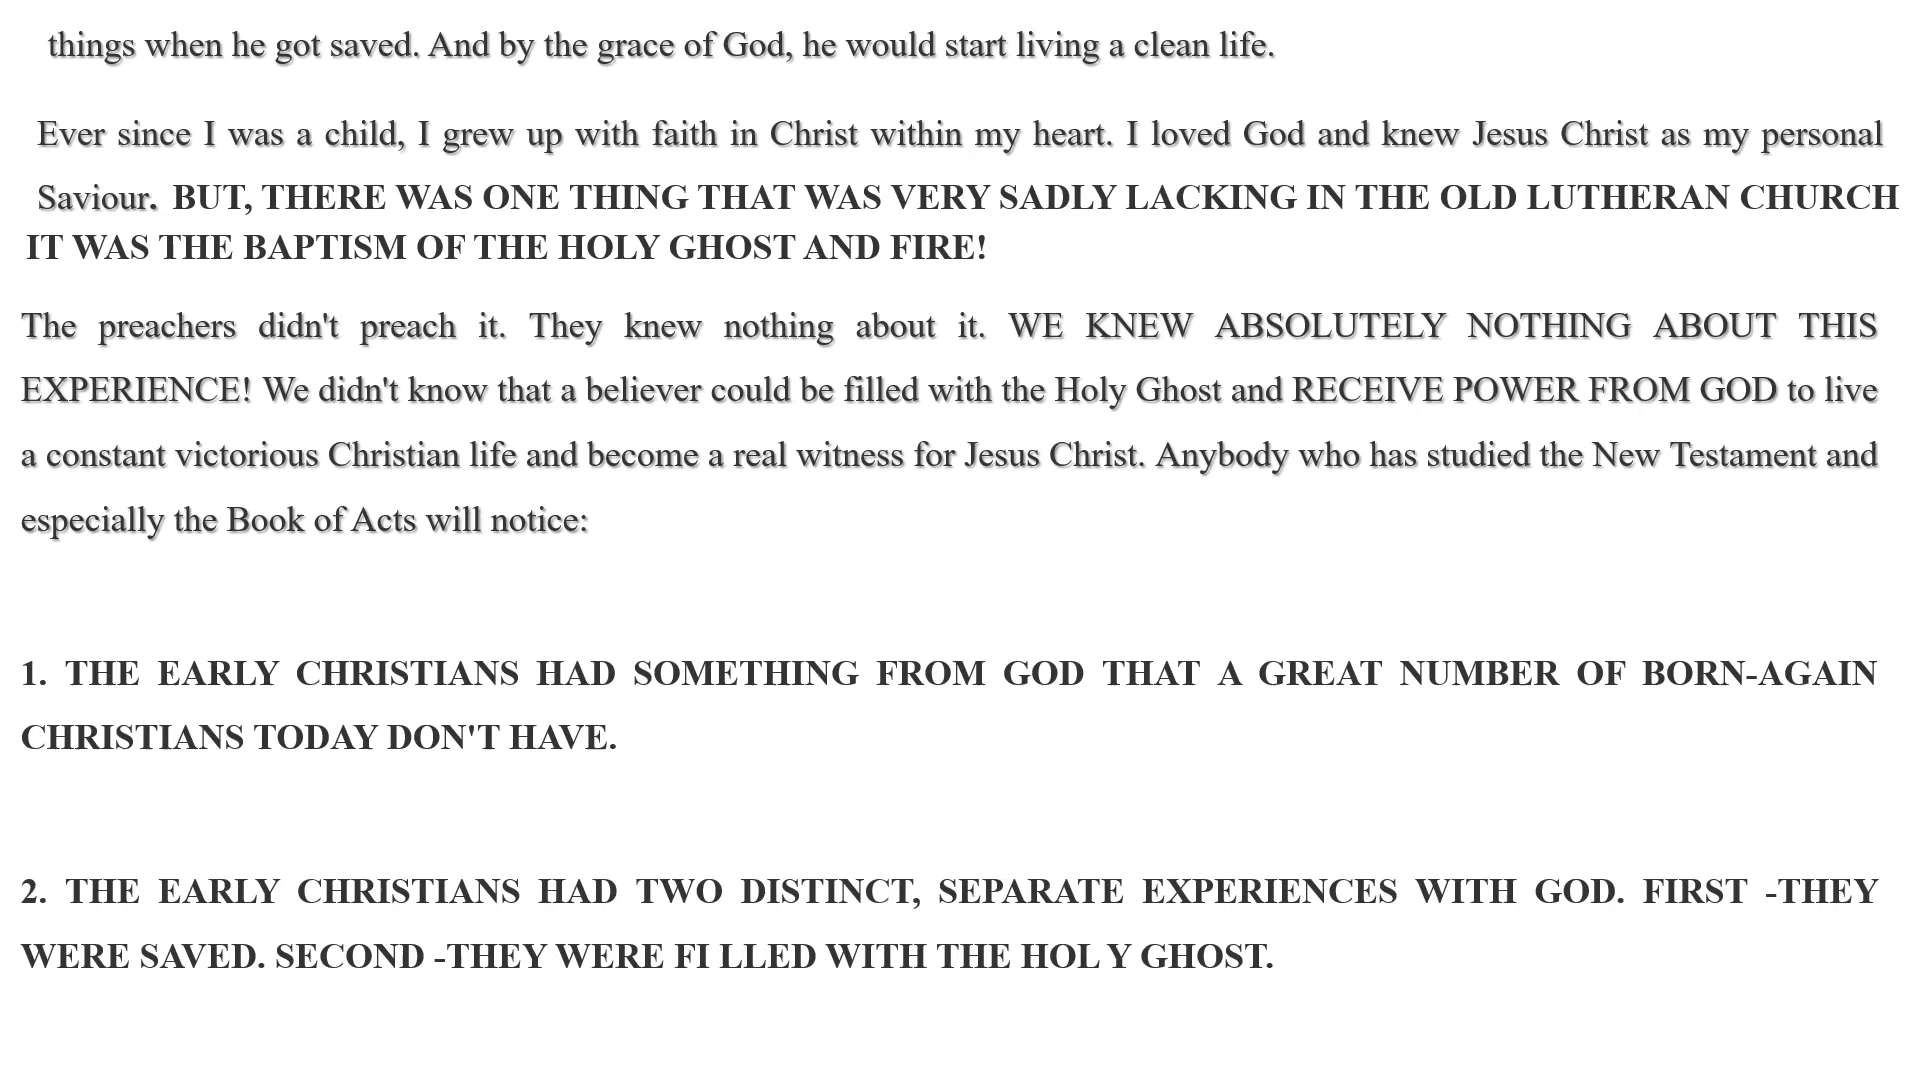 things when he got saved. And by the grace of God, he would start living a clean life.
Ever since I was a child, I grew up with faith in Christ within my heart. I loved God and knew Jesus Christ as my personal
Saviour. BUT, THERE WAS ONE THING THAT WAS VERY SADLY LACKING IN THE OLD LUTHERAN CHURCH
IT WAS THE BAPTISM OF THE HOLY GHOST AND FIRE!
The preachers didn't preach it. They knew nothing about it. WE KNEW ABSOLUTELY NOTHING ABOUT THIS
EXPERIENCE! We didn't know that a believer could be filled with the Holy Ghost and RECEIVE POWER FROM GOD to live
a constant victorious Christian life and become a real witness for Jesus Christ. Anybody who has studied the New Testament and
especially the Book of Acts will notice:
1. THE EARLY CHRISTIANS HAD SOMETHING FROM GOD THAT A GREAT NUMBER OF BORN-AGAIN
CHRISTIANS TODAY DON'T HAVE.
2. THE EARLY CHRISTIANS HAD TWO DISTINCT, SEPARATE EXPERIENCES WITH GOD. FIRST -THEY
WERE SAVED. SECOND -THEY WERE FI LLED WITH THE HOL Y GHOST.